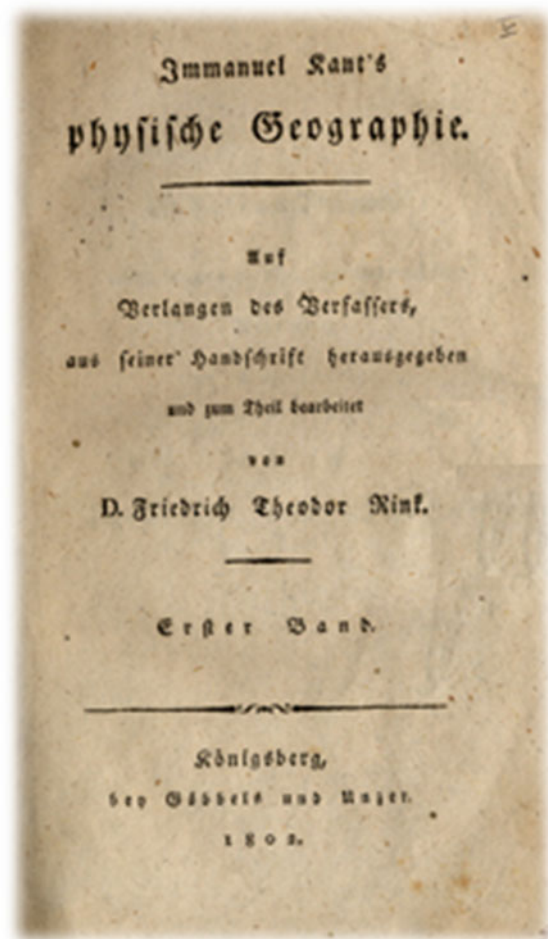 Immanuel Kant's
physische Geographie.
Auf
Verlangen des Verfassers,
aus seiner Handschrift herausgegeben
und zum Theil bearbeitet
von
D. Friedrich Theodor Rink.
Erster Band.
Königsberg,
bey Göbbels und Unzer.
1802.